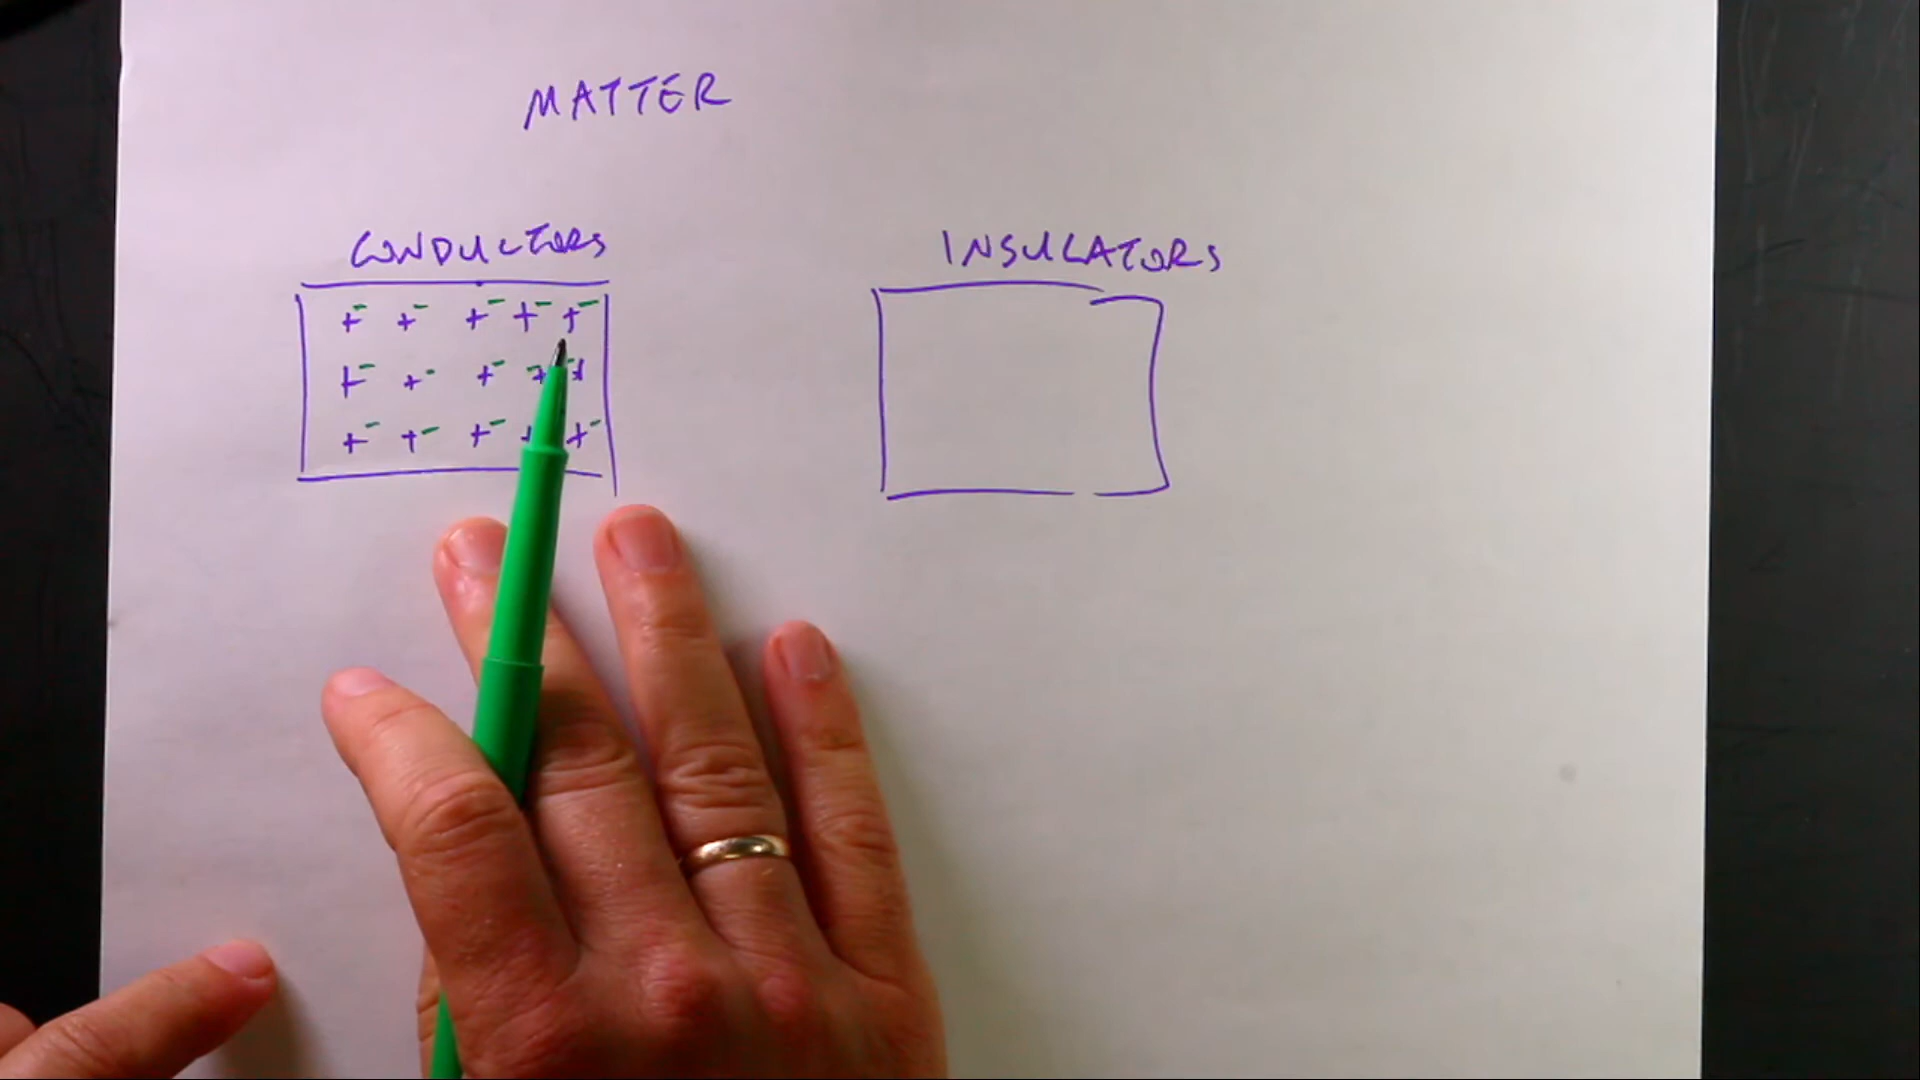 MATTER
CONDUCTORS
INSULATORS
+- +- +- +- +-
+- +- +- +- +-
+- +- +- + +-